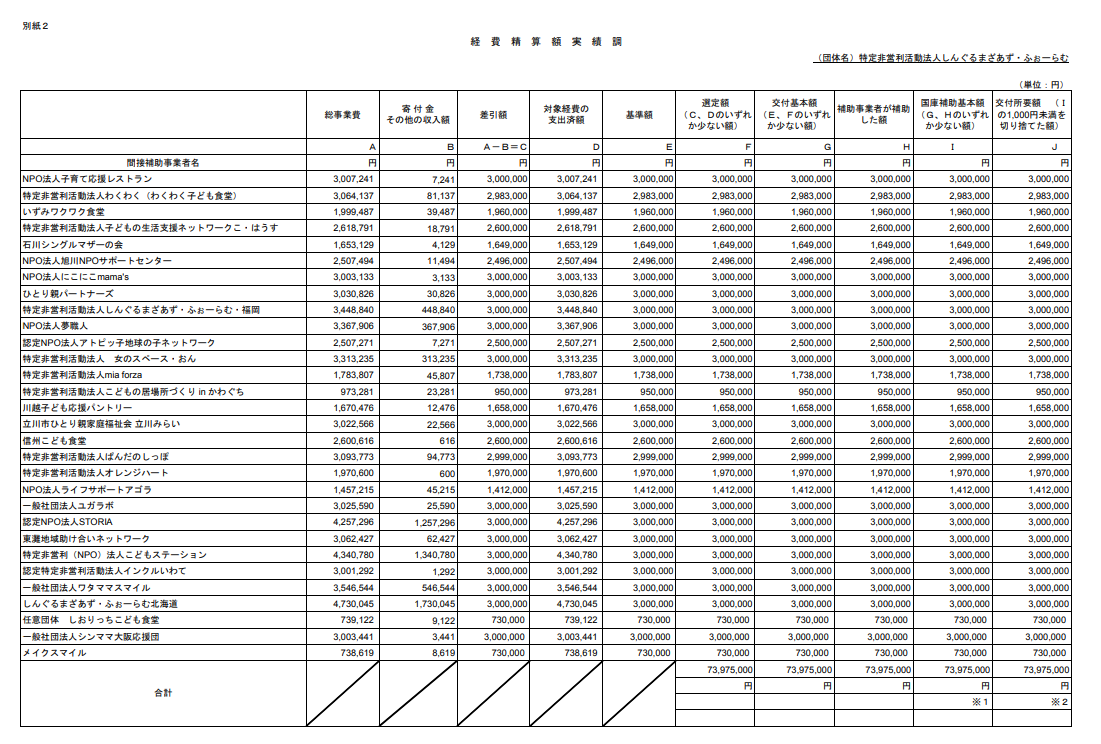 別紙２
経 費 精 算 額 実 績 調
（団体名）特定非営利活動法人しんぐるまざあず・ふぉーらむ
（単位：円）
総事業費 寄 付 金 その他の収入額 差引額 対象経費の支出済額 基準額 選定額（Ｃ、Ｄのいずれか少ない額） 交付基本額（Ｅ、Ｆのいずれか少ない額） 補助事業者が補助した額 国庫補助基本額（Ｇ、Ｈのいずれか少ない額） 交付所要額 （Ｉの1,000円未満を切り捨てた額）
A B A－B＝C D E F G H I J
間接補助事業者名 円 円 円 円 円 円 円 円 円 円
NPO法人子育て応援レストラン 3,007,241 7,241 3,000,000 3,007,241 3,000,000 3,000,000 3,000,000 3,000,000 3,000,000 3,000,000
特定非営利活動法人わくわく（わくわく子ども食堂） 3,064,137 81,137 2,983,000 3,064,137 2,983,000 2,983,000 2,983,000 2,983,000 2,983,000 2,983,000
いずみワクワク食堂 1,999,487 39,487 1,960,000 1,999,487 1,960,000 1,960,000 1,960,000 1,960,000 1,960,000 1,960,000
特定非営利活動法人子どもの生活支援ネットワークこ・はうす 2,618,791 18,791 2,600,000 2,618,791 2,600,000 2,600,000 2,600,000 2,600,000 2,600,000 2,600,000
石川シングルマザーの会 1,653,129 4,129 1,649,000 1,653,129 1,649,000 1,649,000 1,649,000 1,649,000 1,649,000 1,649,000
NPO法人旭川NPOサポートセンター 2,507,494 11,494 2,496,000 2,507,494 2,496,000 2,496,000 2,496,000 2,496,000 2,496,000 2,496,000
NPO法人にこにこmama's 3,003,133 3,133 3,000,000 3,003,133 3,000,000 3,000,000 3,000,000 3,000,000 3,000,000 3,000,000
ひとり親パートナーズ 3,030,826 30,826 3,000,000 3,030,826 3,000,000 3,000,000 3,000,000 3,000,000 3,000,000 3,000,000
特定非営利活動法人しんぐるまざあず・ふぉーらむ・福岡 3,448,840 448,840 3,000,000 3,448,840 3,000,000 3,000,000 3,000,000 3,000,000 3,000,000 3,000,000
NPO法人夢職人 3,367,906 367,906 3,000,000 3,367,906 3,000,000 3,000,000 3,000,000 3,000,000 3,000,000 3,000,000
認定NPO法人アトピッ子地球の子ネットワーク 2,507,271 7,271 2,500,000 2,507,271 2,500,000 2,500,000 2,500,000 2,500,000 2,500,000 2,500,000
特定非営利活動法人　女のスペース・おん 3,313,235 313,235 3,000,000 3,313,235 3,000,000 3,000,000 3,000,000 3,000,000 3,000,000 3,000,000
特定非営利活動法人mia forza 1,783,807 45,807 1,738,000 1,783,807 1,738,000 1,738,000 1,738,000 1,738,000 1,738,000 1,738,000
特定非営利活動法人こどもの居場所づくり in かわぐち 973,281 23,281 950,000 973,281 950,000 950,000 950,000 950,000 950,000 950,000
川越子ども応援パントリー 1,670,476 12,476 1,658,000 1,670,476 1,658,000 1,658,000 1,658,000 1,658,000 1,658,000 1,658,000
立川市ひとり親家庭福祉会 立川みらい 3,022,566 22,566 3,000,000 3,022,566 3,000,000 3,000,000 3,000,000 3,000,000 3,000,000 3,000,000
信州こども食堂 2,600,616 616 2,600,000 2,600,616 2,600,000 2,600,000 2,600,000 2,600,000 2,600,000 2,600,000
特定非営利活動法人ぱんだのしっぽ 3,093,773 94,773 2,999,000 3,093,773 2,999,000 2,999,000 2,999,000 2,999,000 2,999,000 2,999,000
特定非営利活動法人オレンジハート 1,970,600 600 1,970,000 1,970,600 1,970,000 1,970,000 1,970,000 1,970,000 1,970,000 1,970,000
NPO法人ライフサポートアゴラ 1,457,215 45,215 1,412,000 1,457,215 1,412,000 1,412,000 1,412,000 1,412,000 1,412,000 1,412,000
一般社団法人ユガラボ 3,025,590 25,590 3,000,000 3,025,590 3,000,000 3,000,000 3,000,000 3,000,000 3,000,000 3,000,000
認定NPO法人STORIA 4,257,296 1,257,296 3,000,000 4,257,296 3,000,000 3,000,000 3,000,000 3,000,000 3,000,000 3,000,000
東灘地域助け合いネットワーク 3,062,427 62,427 3,000,000 3,062,427 3,000,000 3,000,000 3,000,000 3,000,000 3,000,000 3,000,000
特定非営利（NPO）法人こどもステーション 4,340,780 1,340,780 3,000,000 4,340,780 3,000,000 3,000,000 3,000,000 3,000,000 3,000,000 3,000,000
認定特定非営利活動法人インクルいわて 3,001,292 1,292 3,000,000 3,001,292 3,000,000 3,000,000 3,000,000 3,000,000 3,000,000 3,000,000
一般社団法人ワタママスマイル 3,546,544 546,544 3,000,000 3,546,544 3,000,000 3,000,000 3,000,000 3,000,000 3,000,000 3,000,000
しんぐるまざあず・ふぉーらむ北海道 4,730,045 1,730,045 3,000,000 4,730,045 3,000,000 3,000,000 3,000,000 3,000,000 3,000,000 3,000,000
任意団体　しおりっちこども食堂 739,122 9,122 730,000 739,122 730,000 730,000 730,000 730,000 730,000 730,000
一般社団法人シンママ大阪応援団 3,003,441 3,441 3,000,000 3,003,441 3,000,000 3,000,000 3,000,000 3,000,000 3,000,000 3,000,000
メイクスマイル 738,619 8,619 730,000 738,619 730,000 730,000 730,000 730,000 730,000 730,000
合計 73,975,000 73,975,000 73,975,000 73,975,000 73,975,000
円 円 円 円 円
※１ ※２